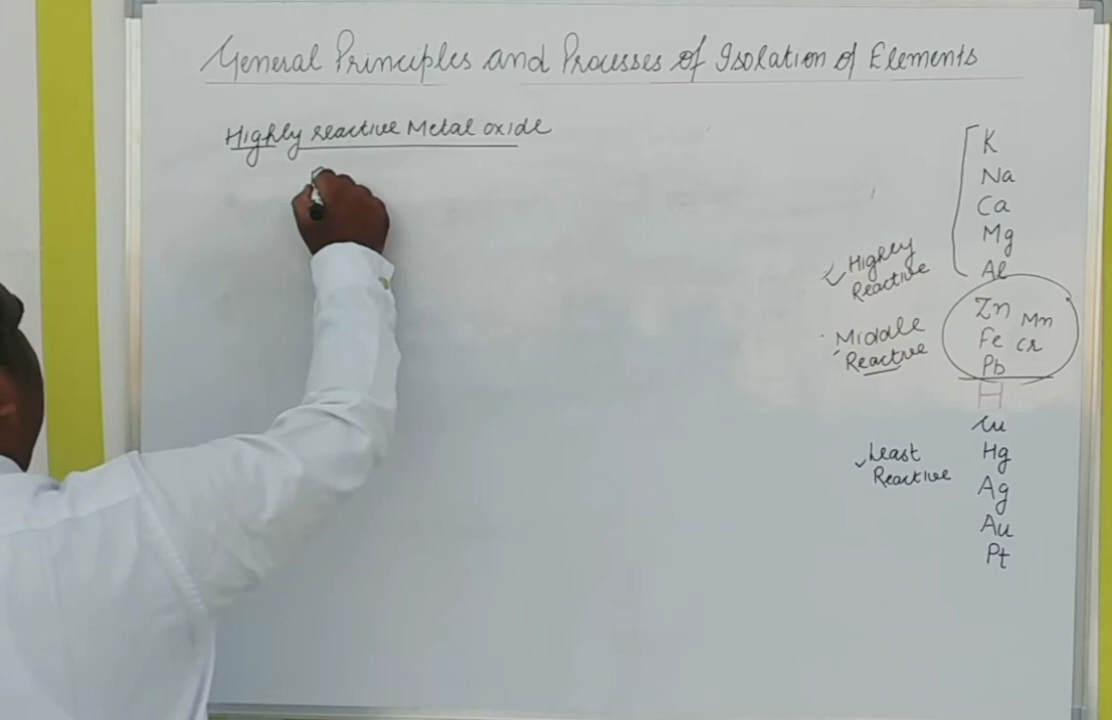 General Principles and Processes of Isolation of Elements
Highly reactive Metal oxide
K
Na
Ca
Mg
Al
Highly
Reactive
Zn
Mn
Fe
Cr
Pb
Middle
Reactive
H
Cu
Hg
Ag
Au
Pt
Least
Reactive